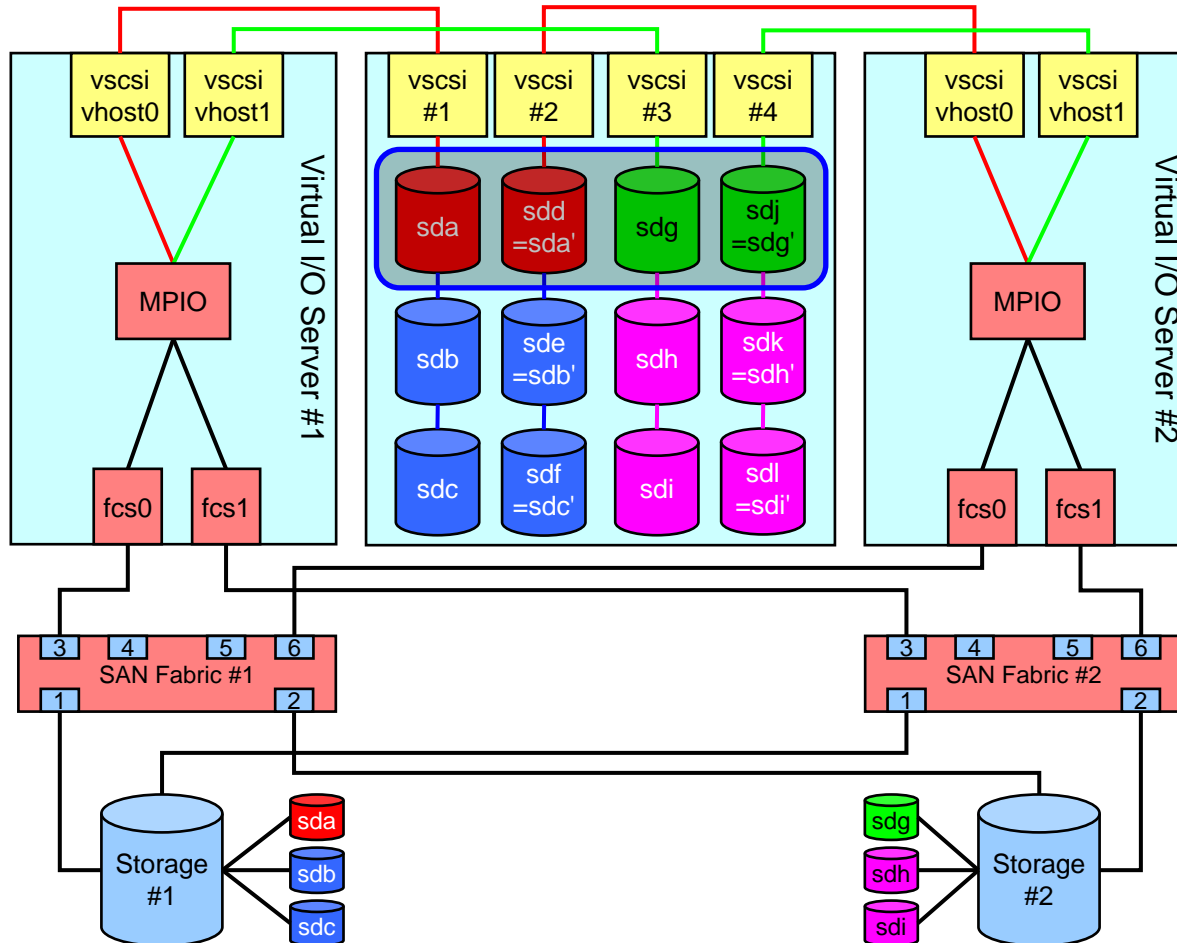 vscsi
vhost0
vscsi
vhost1
vscsi
#1
vscsi
#2
vscsi
#3
vscsi
#4
vscsi
vhost0
vscsi
vhost1
Virtual I/O Server #1
Virtual I/O Server #2
sda
sdd
=sda'
sdg
sdj
=sdg'
MPIO
MPIO
sdb
sde
=sdb'
sdh
sdk
=sdh'
sdc
sdf
=sdc'
sdi
sdl
=sdi'
fcs0
fcs1
fcs0
fcs1
3
4
5
6
SAN Fabric #1
1
2
3
4
5
6
SAN Fabric #2
1
2
Storage
#1
sda
sdb
sdc
sdg
sdh
sdi
Storage
#2